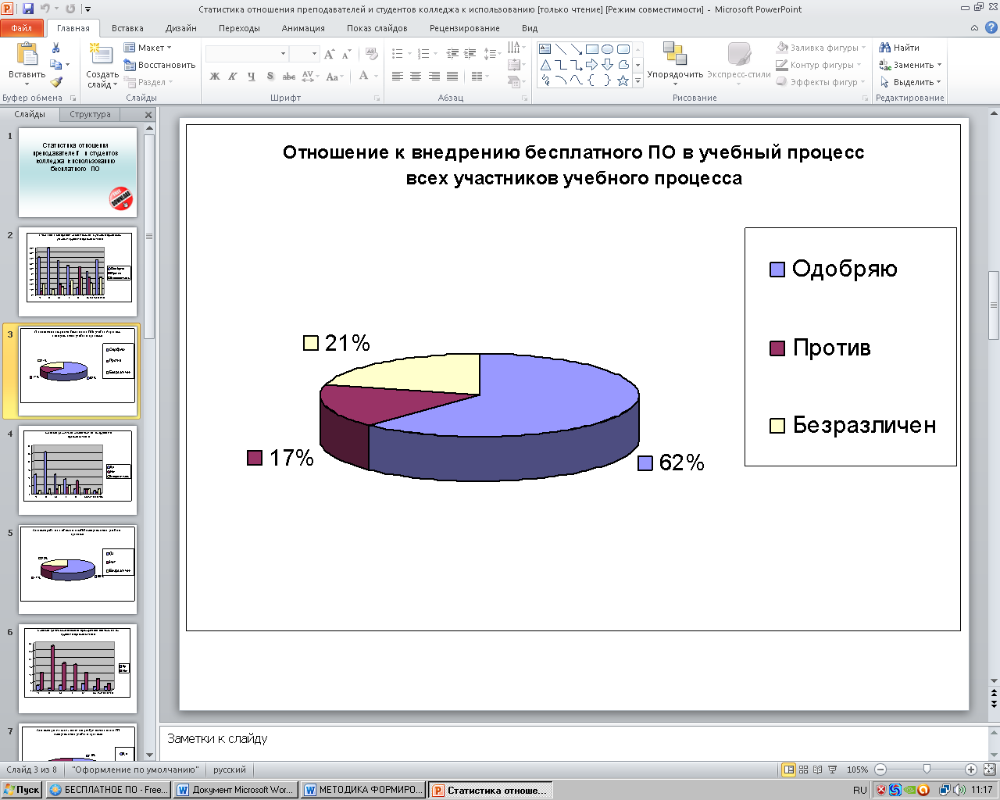 Статистика отношения преподавателей и студентов колледжа к использованию [только чтение] [Режим совместимости] - Microsoft PowerPoint
Файл Главная Вставка Дизайн Переходы Анимация Показ слайдов Рецензирование Вид
Вставить
Буфер обмена
Создать слайд
Макет
Восстановить
Раздел
Слайды
Ж К Ч S abc AV Aa A
Шрифт
Абзац
Упорядочить
Экспресс-стили
Заливка фигуры
Контур фигуры
Эффекты фигур
Рисование
Найти
Заменить
Выделить
Редактирование
Слайды Структура
1
Статистика отношения
преподавателей и студентов
колледжа к использованию
бесплатного ПО
DOWNLOAD
2
3
4
5
6
7
Отношение к внедрению бесплатного ПО в учебный процесс
всех участников учебного процесса
Одобряю
Против
Безразличен
21%
17%
62%
Заметки к слайду
Слайд 3 из 8 "Оформление по умолчанию" русский 105%
Пуск БЕСПЛАТНОЕ ПО - Free... Документ Microsoft Wor... МЕТОДИКА ФОРМИРО... Статистика отноше... RU 11:17